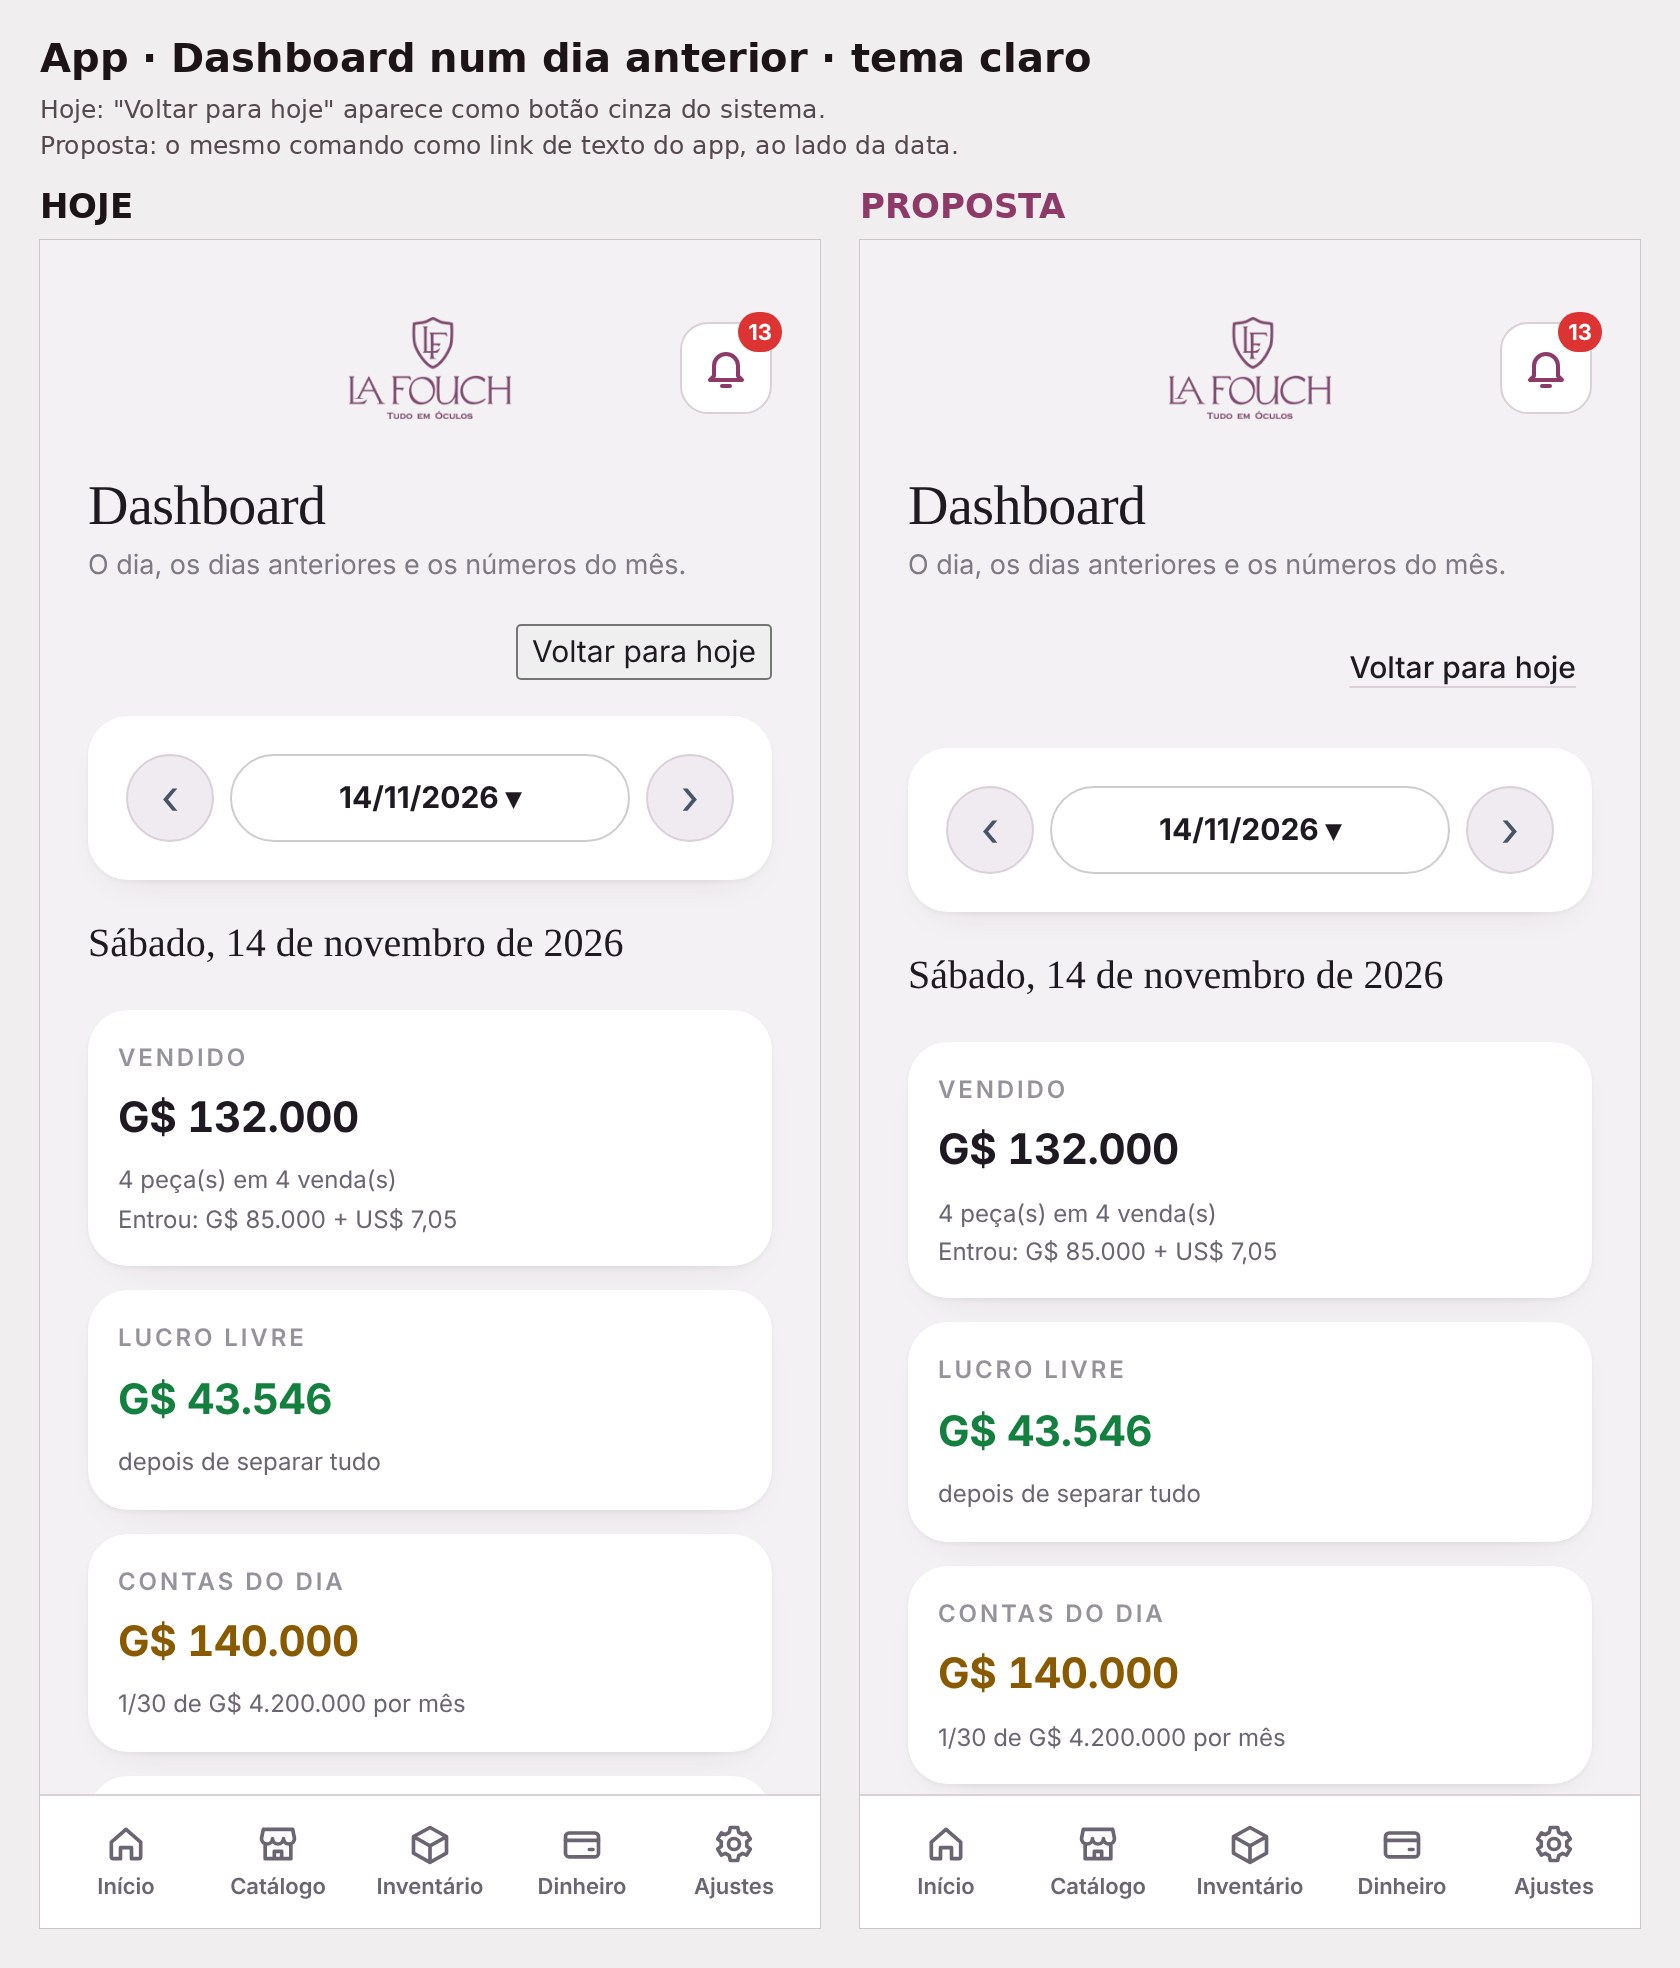 App · Dashboard num dia anterior · tema claro
Hoje: "Voltar para hoje" aparece como botão cinza do sistema.
Proposta: o mesmo comando como link de texto do app, ao lado da data.
HOJE
LF
LA FOUCH
TUDO EM ÓCULOS
13
Dashboard
O dia, os dias anteriores e os números do mês.
Voltar para hoje
‹ 14/11/2026 ▾ ›
Sábado, 14 de novembro de 2026
VENDIDO
G$ 132.000
4 peça(s) em 4 venda(s)
Entrou: G$ 85.000 + US$ 7,05
LUCRO LIVRE
G$ 43.546
depois de separar tudo
CONTAS DO DIA
G$ 140.000
1/30 de G$ 4.200.000 por mês
Início Catálogo Inventário Dinheiro Ajustes
PROPOSTA
LF
LA FOUCH
TUDO EM ÓCULOS
13
Dashboard
O dia, os dias anteriores e os números do mês.
Voltar para hoje
‹ 14/11/2026 ▾ ›
Sábado, 14 de novembro de 2026
VENDIDO
G$ 132.000
4 peça(s) em 4 venda(s)
Entrou: G$ 85.000 + US$ 7,05
LUCRO LIVRE
G$ 43.546
depois de separar tudo
CONTAS DO DIA
G$ 140.000
1/30 de G$ 4.200.000 por mês
Início Catálogo Inventário Dinheiro Ajustes